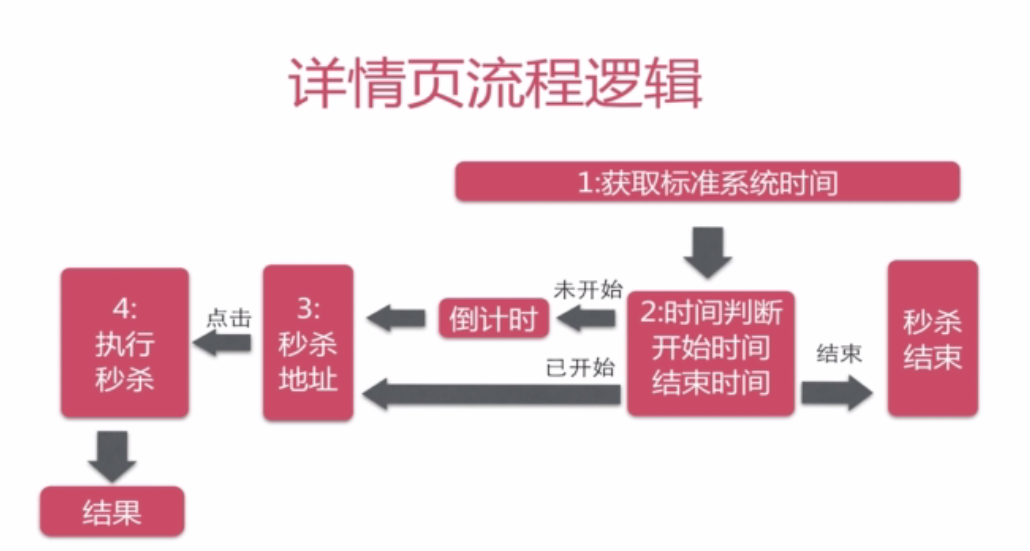 详情页流程逻辑
1:获取标准系统时间
4:
执行
秒杀
点击
3:
秒杀
地址
倒计时
未开始
已开始
2:时间判断
开始时间
结束时间
结束
秒杀
结束
结果